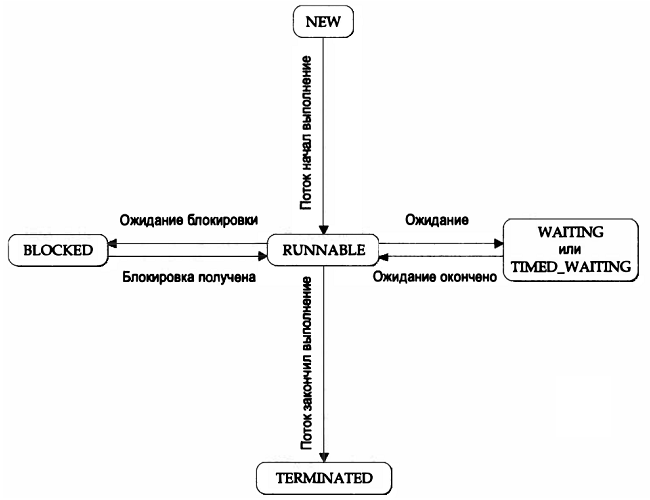 NEW
Поток начал выполнение
Ожидание блокировки
Ожидание
BLOCKED
RUNNABLE
WAITING
или
TIMED_WAITING
Блокировка получена
Ожидание окончено
Поток закончил выполнение
TERMINATED